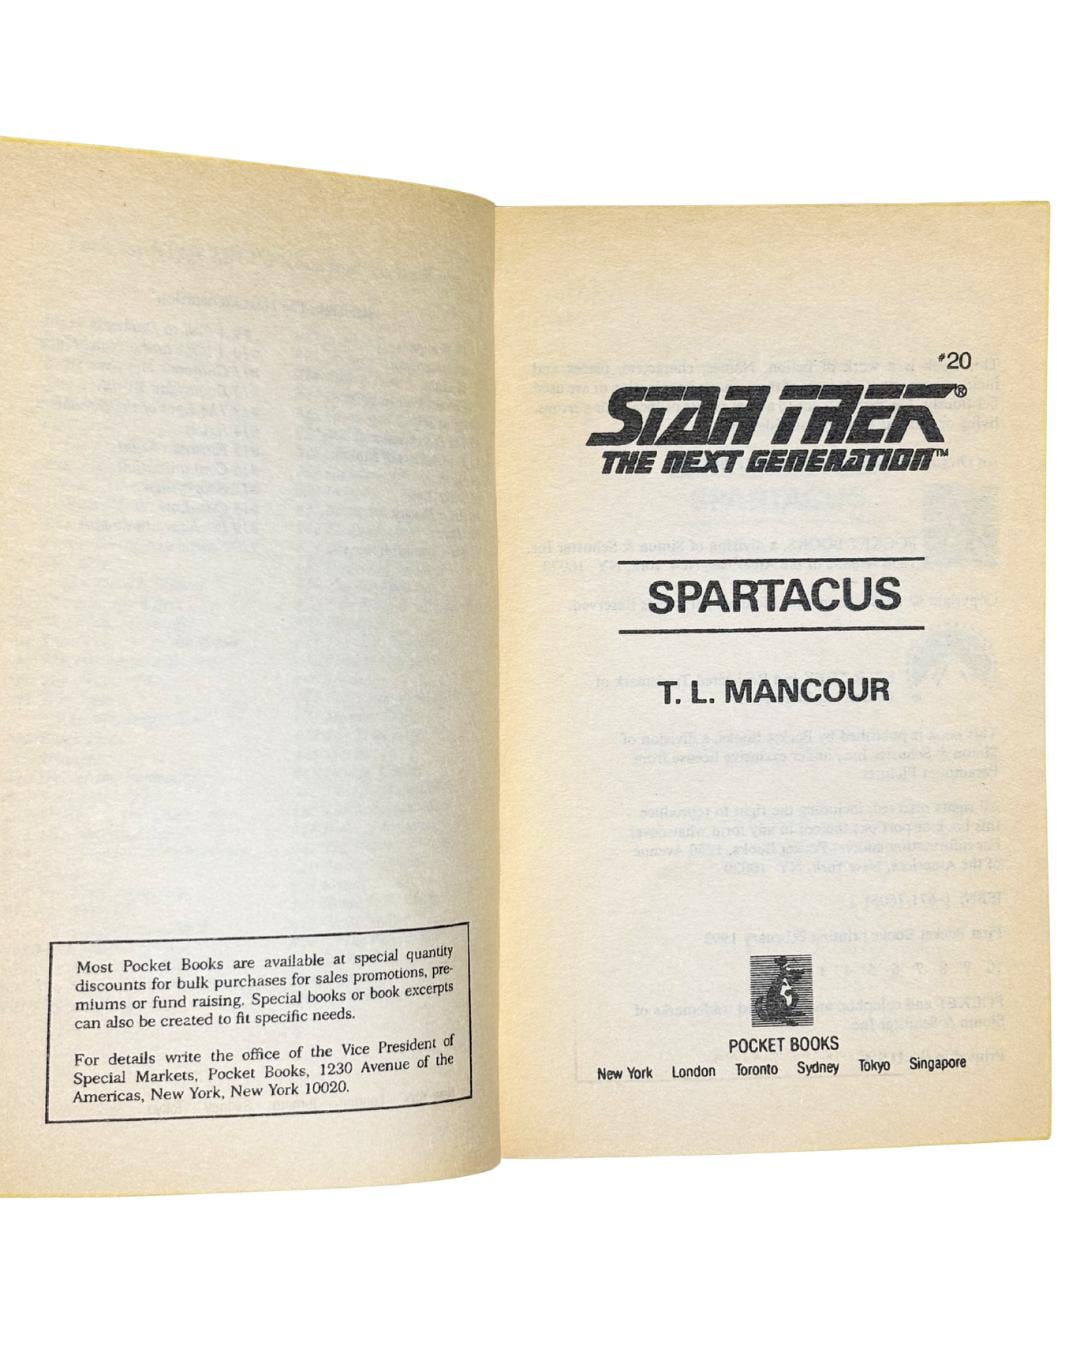 Most Pocket Books are available at special quantity
discounts for bulk purchases for sales promotions, pre-
miums or fund raising. Special books or book excerpts
can also be created to fit specific needs.
For details write the office of the Vice President of
Special Markets, Pocket Books, 1230 Avenue of the
Americas, New York, New York 10020.
#20
STAR TREK®
THE NEXT GENERATION™
SPARTACUS
T. L. MANCOUR
POCKET BOOKS
New York London Toronto Sydney Tokyo Singapore